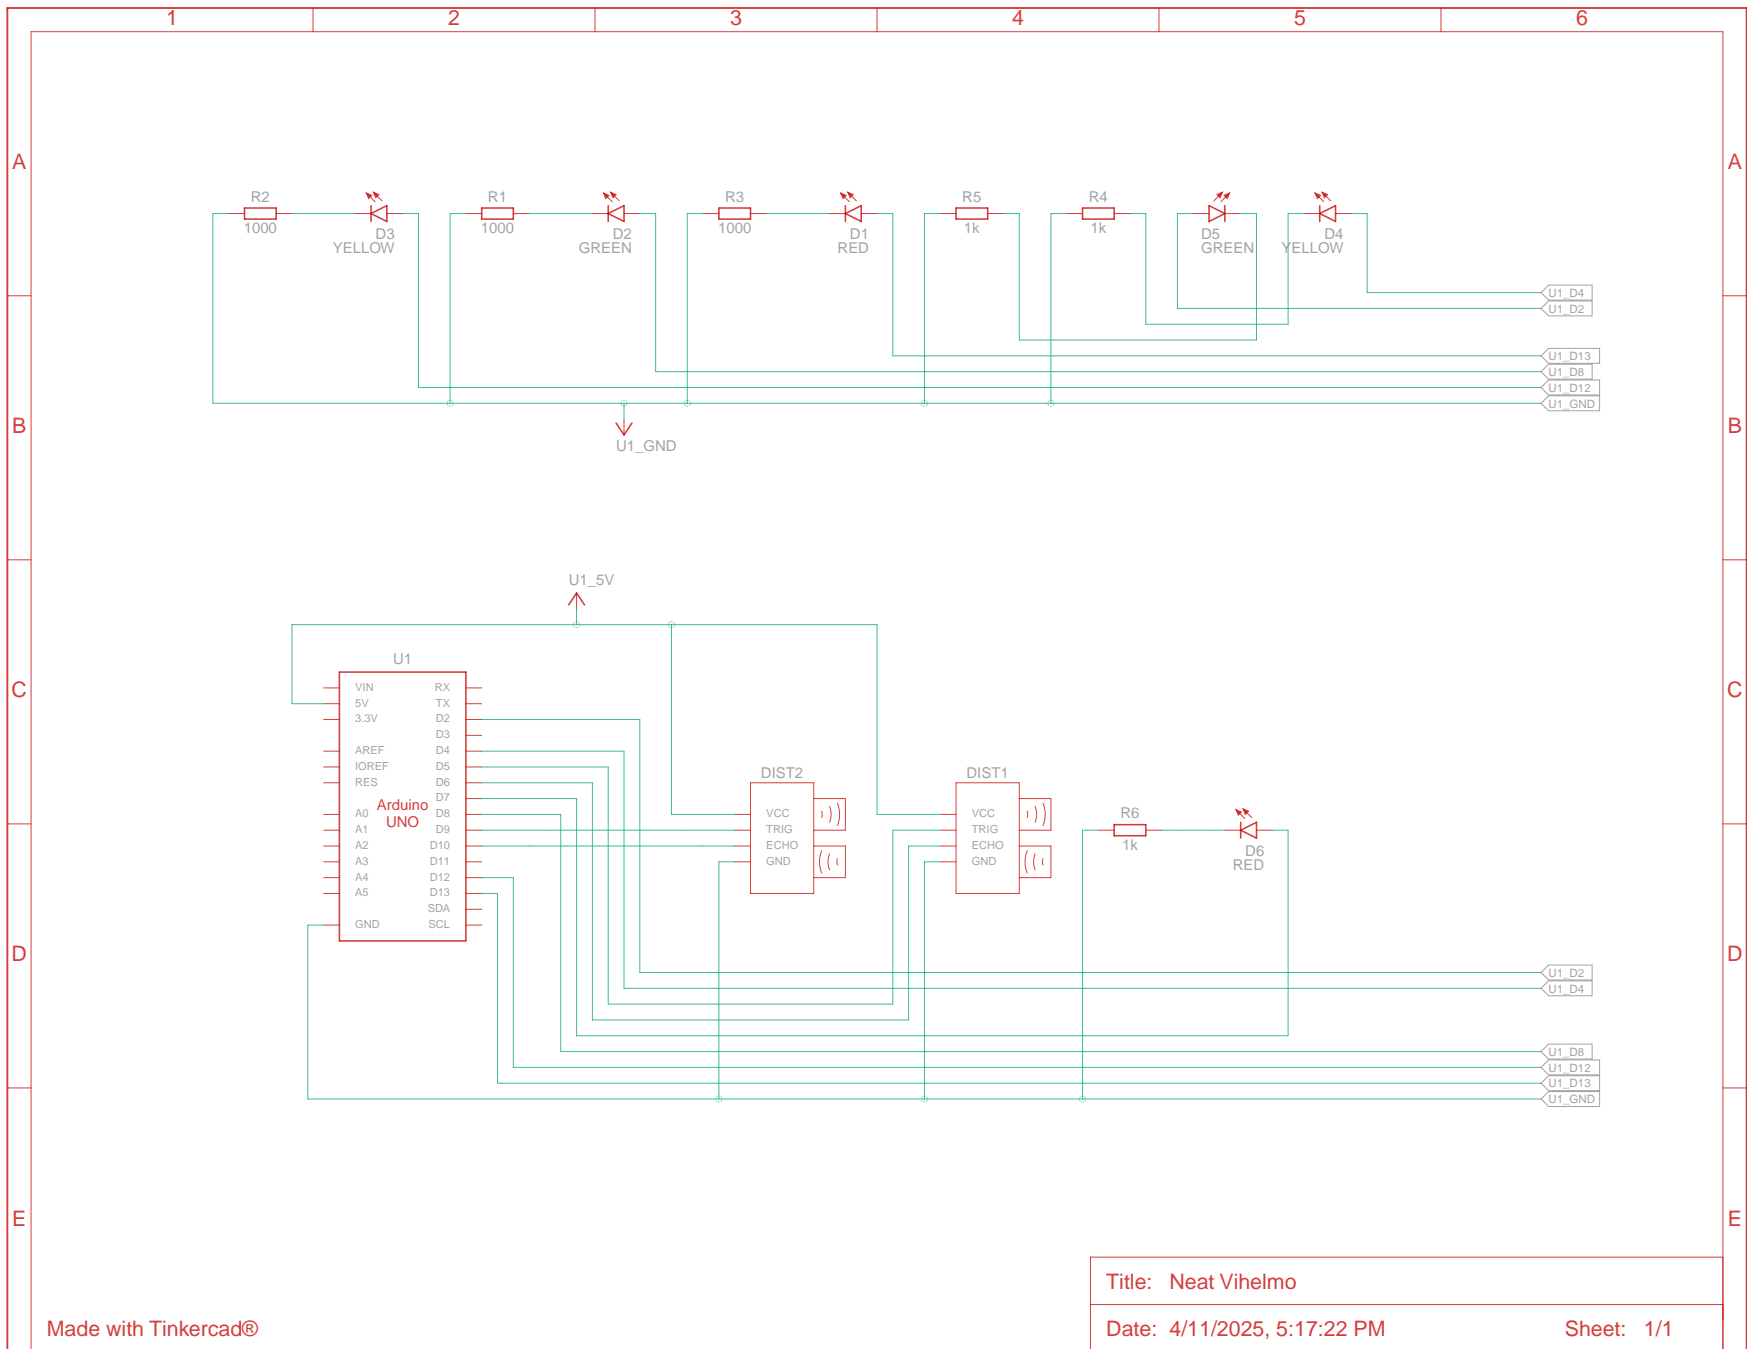 1 2 3 4 5 6
A A
R2 R1 R3 R5 R4
1000 1000 1000 1k 1k
D3 D2 D1 D5 D4
YELLOW GREEN RED GREEN YELLOW
U1_D4
U1_D2
U1_D13
U1_D8
U1_D12
U1_GND
B B
U1_GND
U1_5V
U1
C C
VIN RX
5V TX
3.3V D2
D3
AREF D4
IOREF D5
RES D6
D7
Arduino
A0 D8
UNO
A1 D9
A2 D10
A3 D11
A4 D12
A5 D13
SDA
GND SCL
DIST2 DIST1
VCC VCC
TRIG TRIG
ECHO ECHO
GND GND
R6
1k
D6
RED
D D
U1_D2
U1_D4
U1_D8
U1_D12
U1_D13
U1_GND
E E
Title: Neat Vihelmo
Made with Tinkercad®
Date: 4/11/2025, 5:17:22 PM Sheet: 1/1